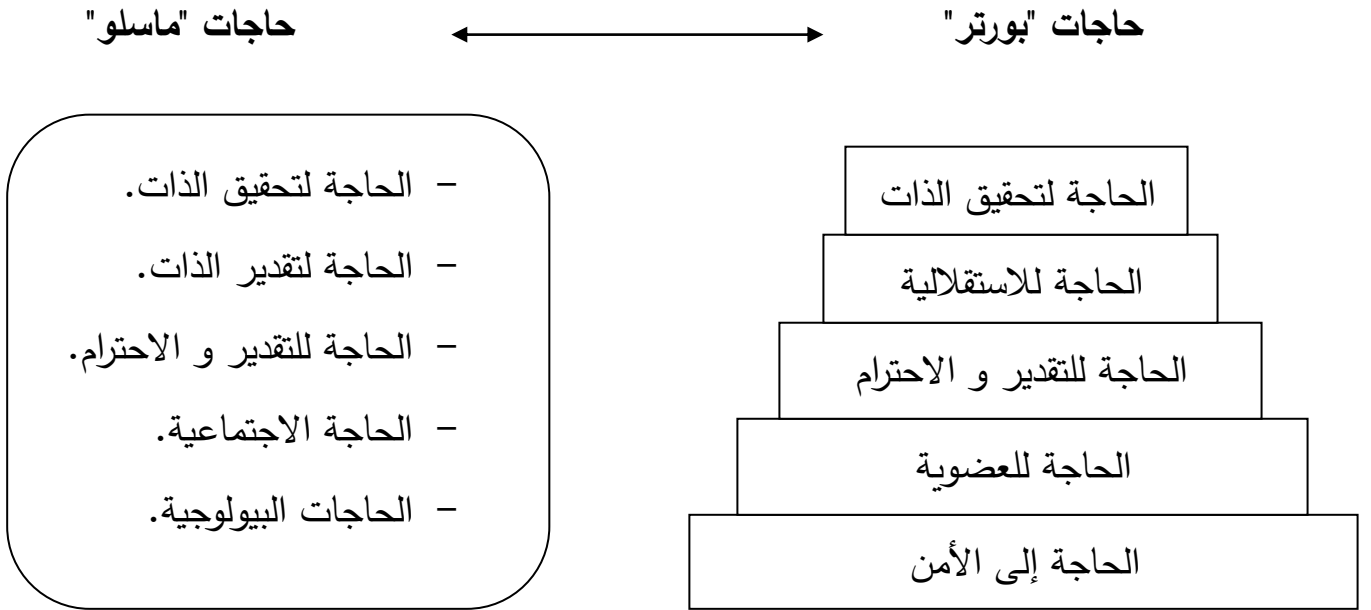 حاجات "بورتر"
حاجات "ماسلو"
الحاجة لتحقيق الذات
الحاجة للاستقلالية
الحاجة للتقدير و الاحترام
الحاجة للعضوية
الحاجة إلى الأمن
– الحاجة لتحقيق الذات.
– الحاجة لتقدير الذات.
– الحاجة للتقدير و الاحترام.
– الحاجة الاجتماعية.
– الحاجات البيولوجية.